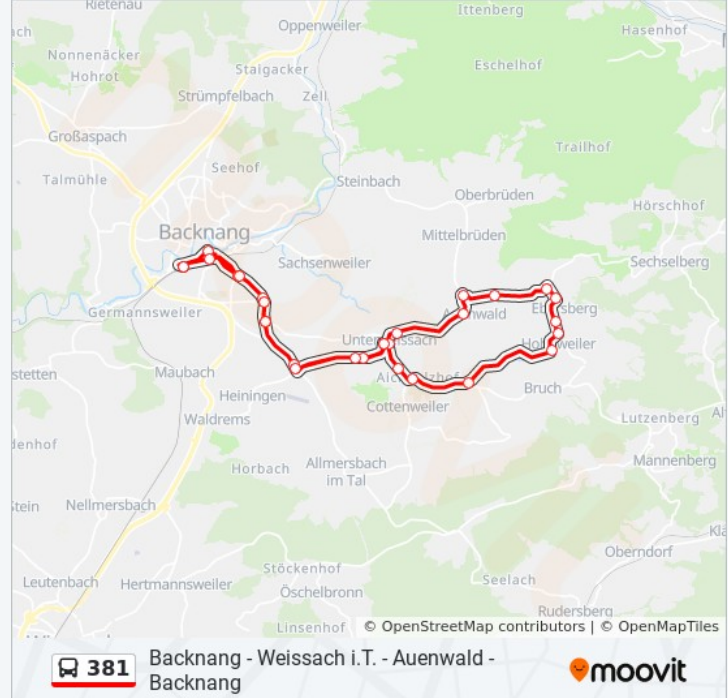 Rietenau
Ittenberg
Oppenweiler
Hasenhof
Nonnenäcker
Hohrot
Staigacker
Eschelhof
Strümpfelbach
Zell
Großaspach
Trailhof
Seehof
Talmühle
Steinbach
Oberbrüden
Hörschhof
Backnang
Mittelbrüden
Sachsenweiler
Sechselberg
Germannsweiler
Unterweissach
Maubach
Bruch
Heiningen
Cottenweiler
Waldrems
Lutzenberg
Horbach
Allmersbach
im Tal
Mannenberg
Nellmersbach
Oberndorf
Stöckenhof
Leutenbach
Hertmannsweiler
Öschelbronn
Seelach
Rudersberg
Linsenhof
© OpenStreetMap contributors | © OpenMapTiles
381
Backnang - Weissach i.T. - Auenwald -
Backnang
moovit